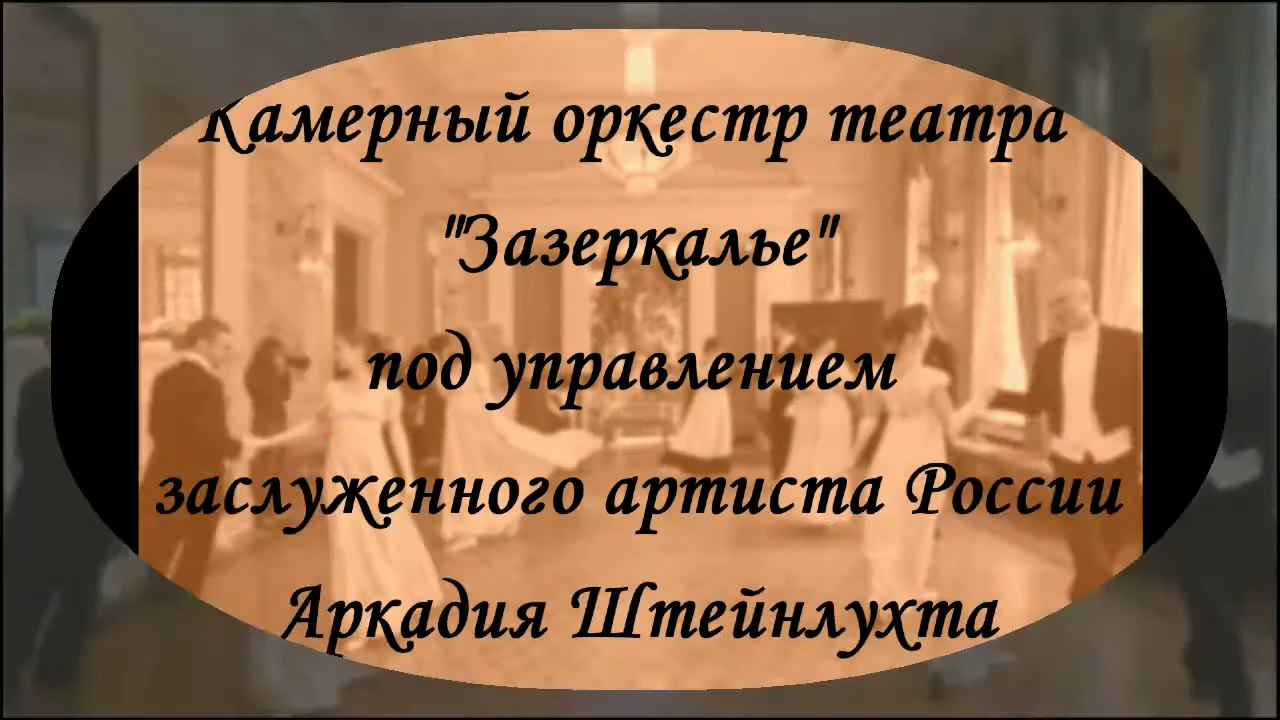 Камерный оркестр театра
"Зазеркалье"
под управлением
заслуженного артиста России
Аркадия Штейнлухта